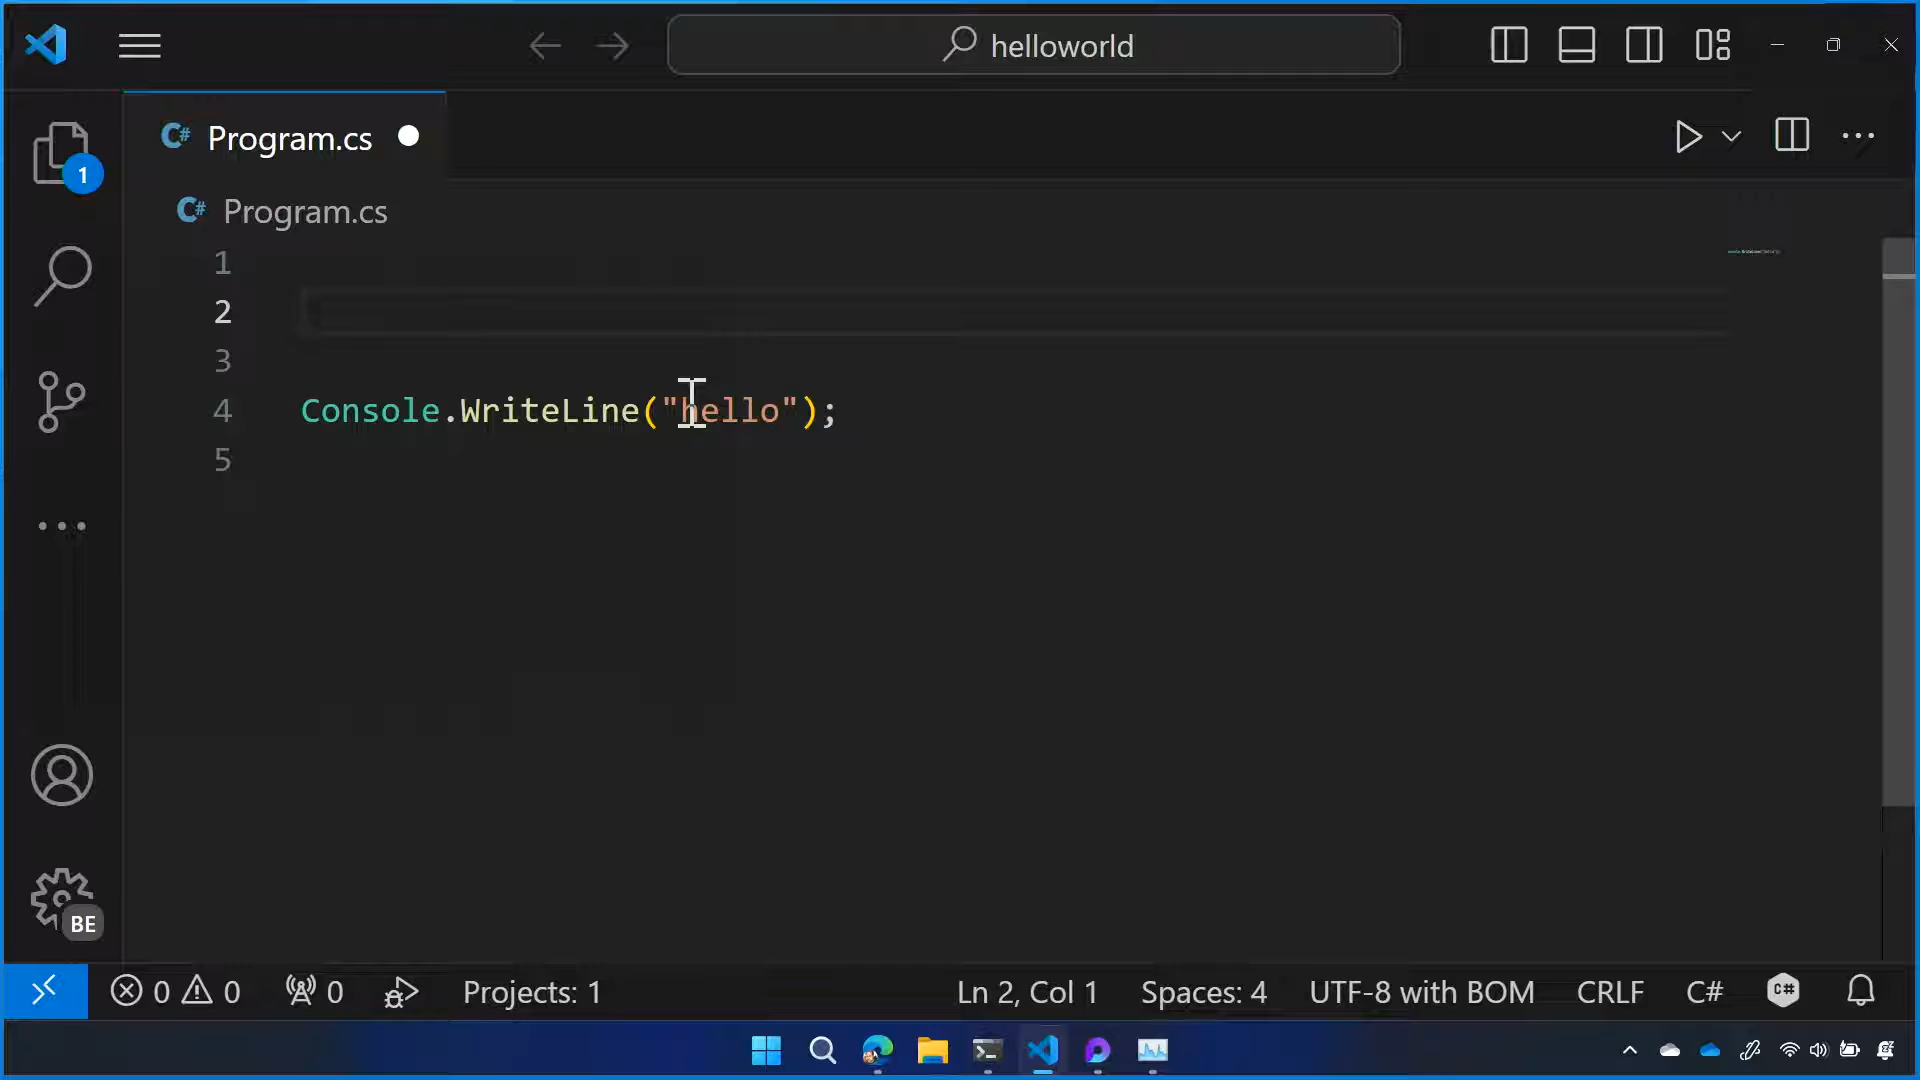 helloworld
C# Program.cs
C# Program.cs
1
1
2
3
4 Console.WriteLine("hello");
5
BE
0 0 0 Projects: 1 Ln 2, Col 1 Spaces: 4 UTF-8 with BOM CRLF C# C#